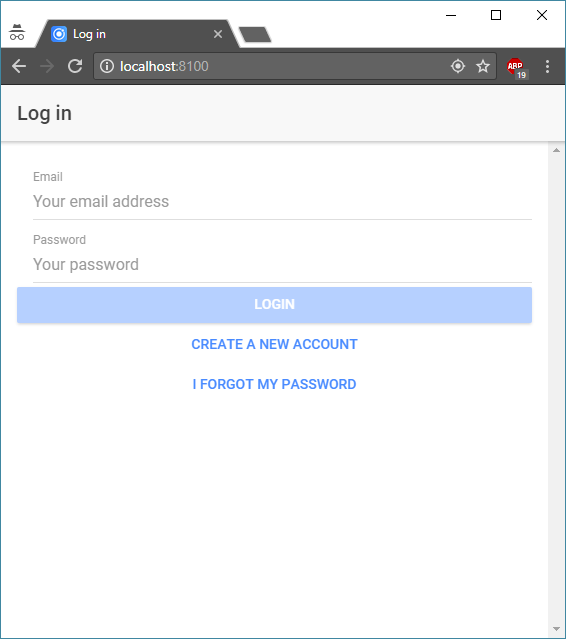 Log in
localhost:8100
ABP
19
Log in
Email
Your email address
Password
Your password
LOGIN
CREATE A NEW ACCOUNT
I FORGOT MY PASSWORD